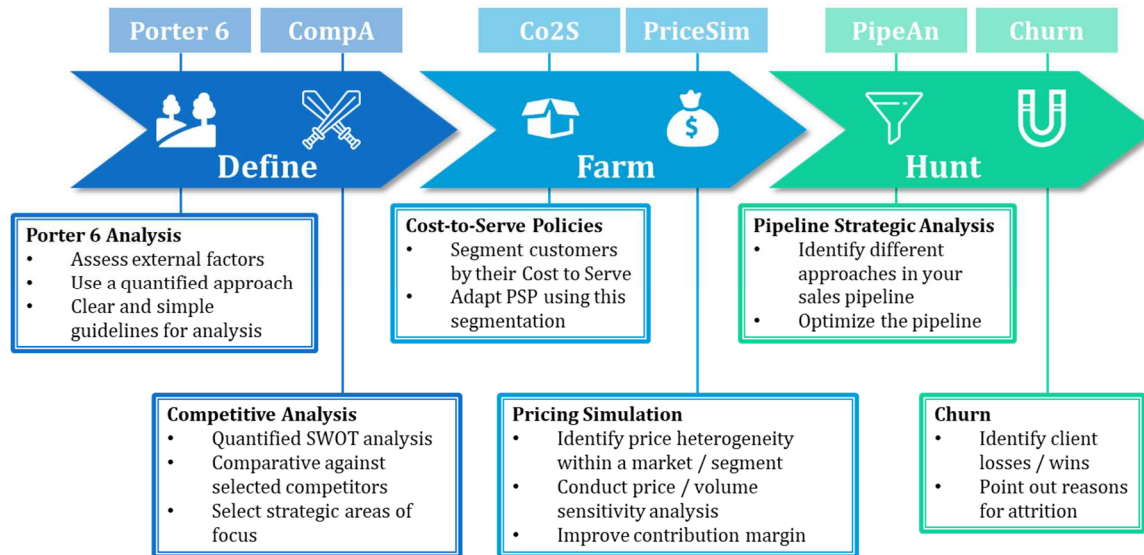 Porter 6
CompA
Co2S
PriceSim
PipeAn
Churn
$
Define
Farm
Hunt
Porter 6 Analysis
• Assess external factors
• Use a quantified approach
• Clear and simple
guidelines for analysis
Cost-to-Serve Policies
• Segment customers
by their Cost to Serve
• Adapt PSP using this
segmentation
Pipeline Strategic Analysis
• Identify different
approaches in your
sales pipeline
• Optimize the pipeline
Competitive Analysis
• Quantified SWOT analysis
• Comparative against
selected competitors
• Select strategic areas of
focus
Pricing Simulation
• Identify price heterogeneity
within a market / segment
• Conduct price / volume
sensitivity analysis
• Improve contribution margin
Churn
• Identify client
losses / wins
• Point out reasons
for attrition